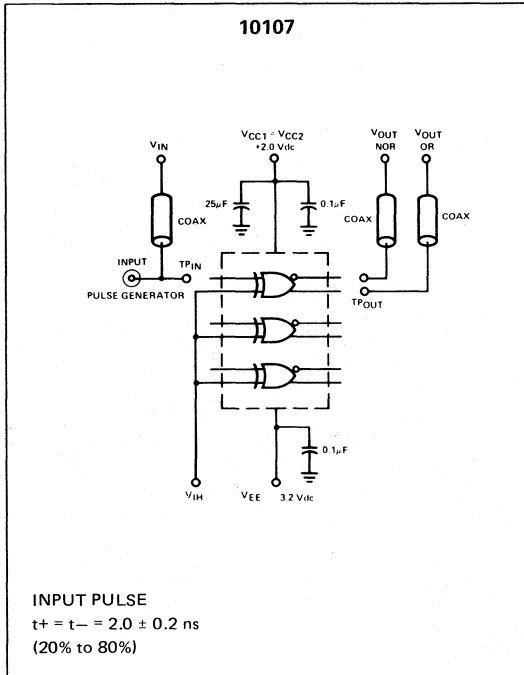 10107
VIN
VCC1 = VCC2
+2.0 Vdc
VOUT
NOR
VOUT
OR
25μF
0.1μF
COAX
COAX
COAX
INPUT
TPIN
PULSE GENERATOR
TPOUT
0.1μF
VIH
VEE
3.2 Vdc
INPUT PULSE
t+ = t− = 2.0 ± 0.2 ns
(20% to 80%)